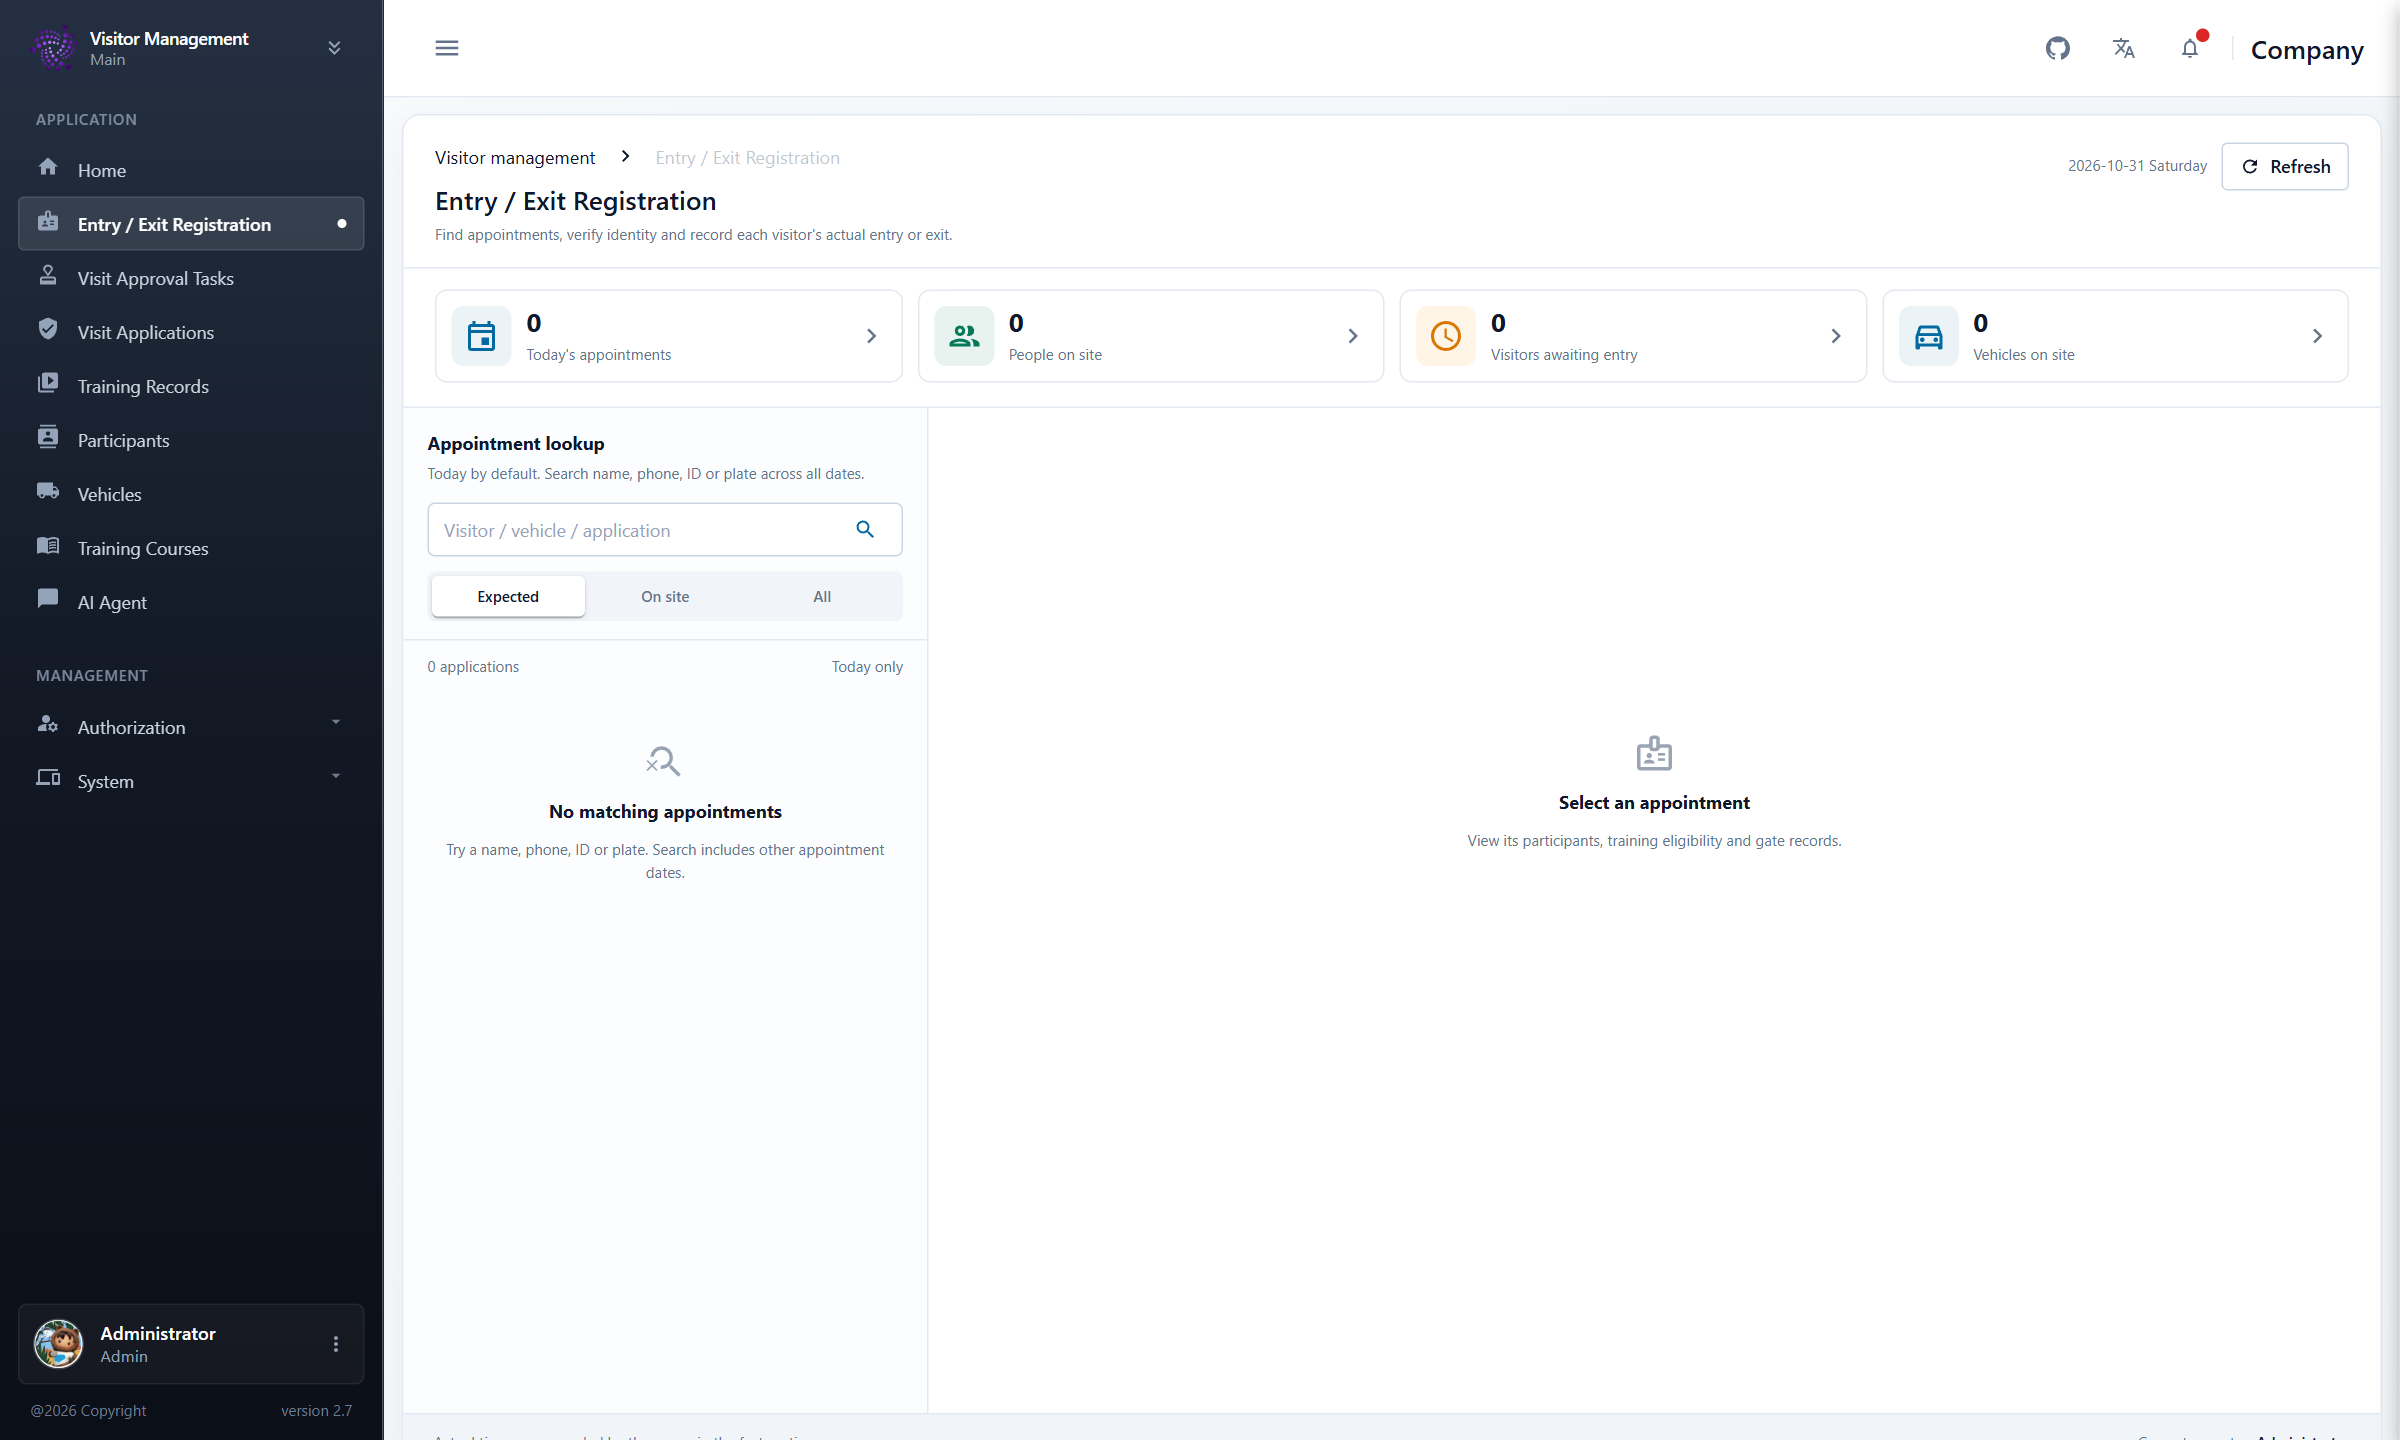 Visitor Management
Main
APPLICATION
Home
Entry / Exit Registration
Visit Approval Tasks
Visit Applications
Training Records
Participants
Vehicles
Training Courses
AI Agent
MANAGEMENT
Authorization
System
Administrator
Admin
@2026 Copyright
version 2.7
Company
Visitor management
Entry / Exit Registration
2026-10-31 Saturday
Refresh
Entry / Exit Registration
Find appointments, verify identity and record each visitor's actual entry or exit.
0
Today's appointments
0
People on site
0
Visitors awaiting entry
0
Vehicles on site
Appointment lookup
Today by default. Search name, phone, ID or plate across all dates.
Visitor / vehicle / application
Expected
On site
All
0 applications
Today only
No matching appointments
Try a name, phone, ID or plate. Search includes other appointment
dates.
Select an appointment
View its participants, training eligibility and gate records.